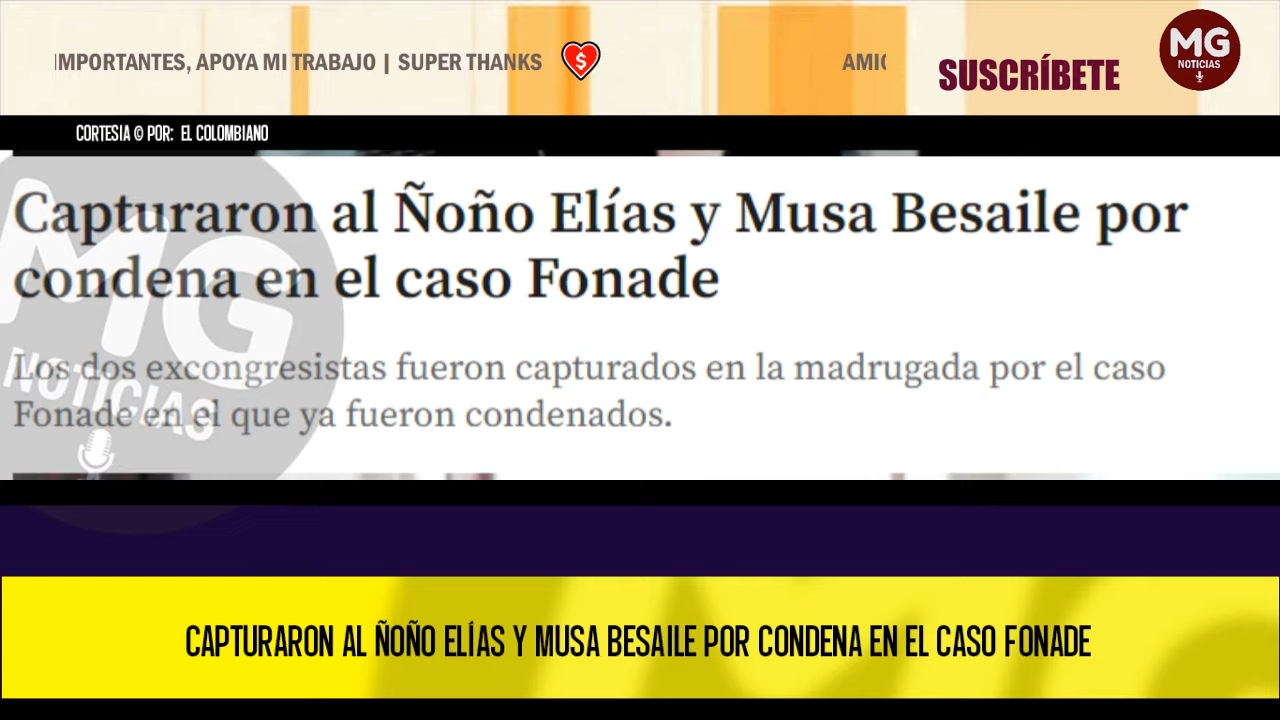 IMPORTANTES, APOYA MI TRABAJO | SUPER THANKS
SUSCRÍBETE
MG
NOTICIAS
CORTESIA © POR: EL COLOMBIANO
Capturaron al Ñoño Elías y Musa Besaile por
condena en el caso Fonade
Los dos excongresistas fueron capturados en la madrugada por el caso
Fonade en el que ya fueron condenados.
MG
NOTICIAS
CAPTURARON AL ÑOÑO ELÍAS Y MUSA BESAILE POR CONDENA EN EL CASO FONADE